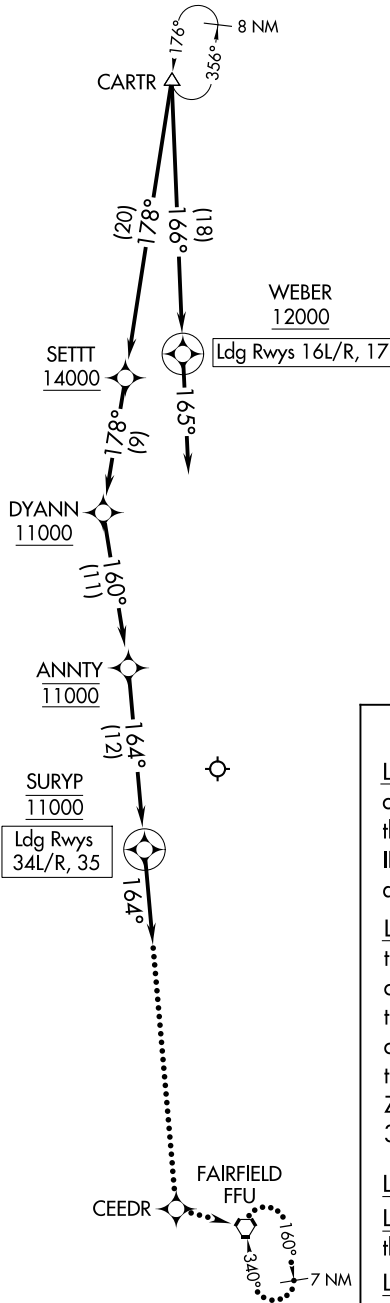 176°
8 NM
356°
CARTR
178°
(20)
166°
(18)
WEBER
12000
Ldg Rwys 16L/R, 17
165°
SETTT
14000
178°
(9)
DYANN
11000
160°
(11)
ANNTY
11000
164°
(12)
SURYP
11000
Ldg Rwys
34L/R, 35
164°
FAIRFIELD
FFU
CEEDR
160°
340°
7 NM